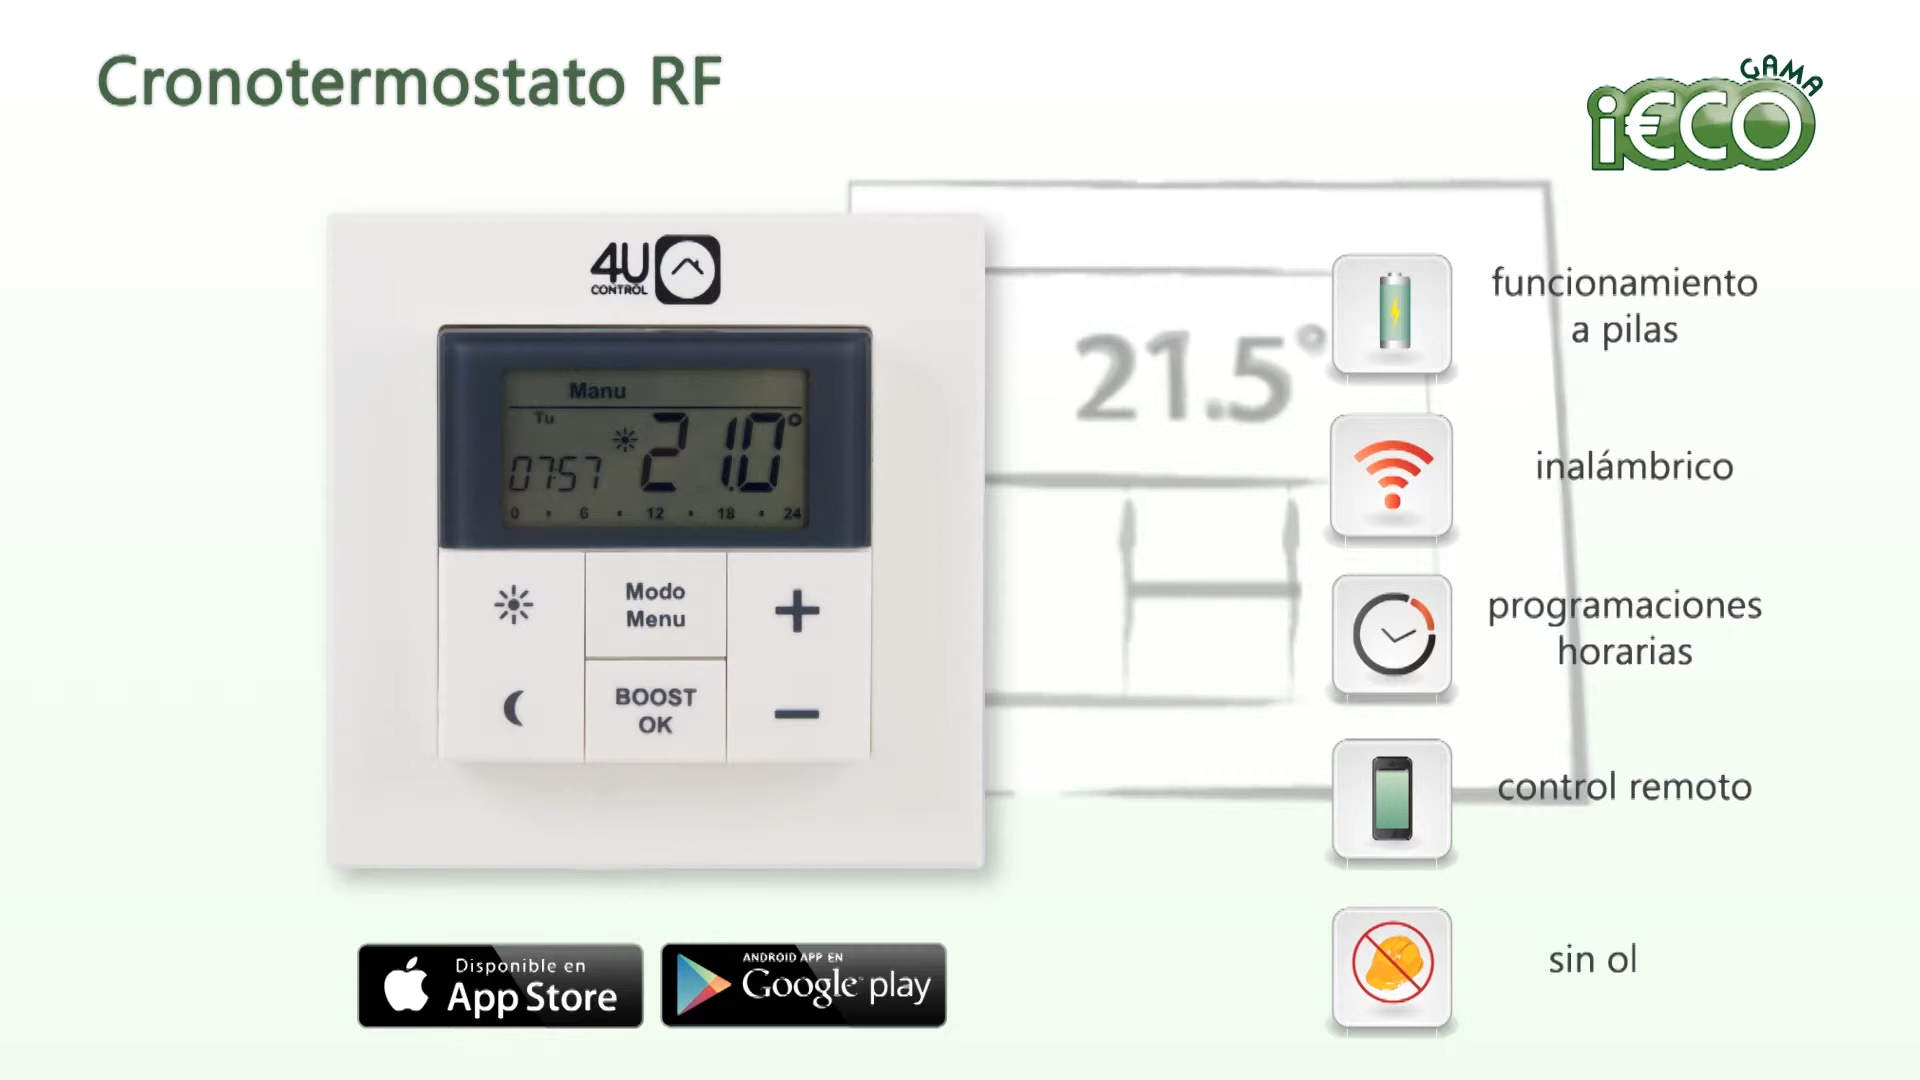 Cronotermostato RF
GAMA
i€CO
4U
CONTROL
Manu
Tu
07:57
21.0°
0 · 6 · 12 · 18 · 24
Modo
Menu
BOOST
OK
21.5°
funcionamiento
a pilas
inalámbrico
programaciones
horarias
control remoto
sin ol
Disponible en
App Store
ANDROID APP EN
Google play